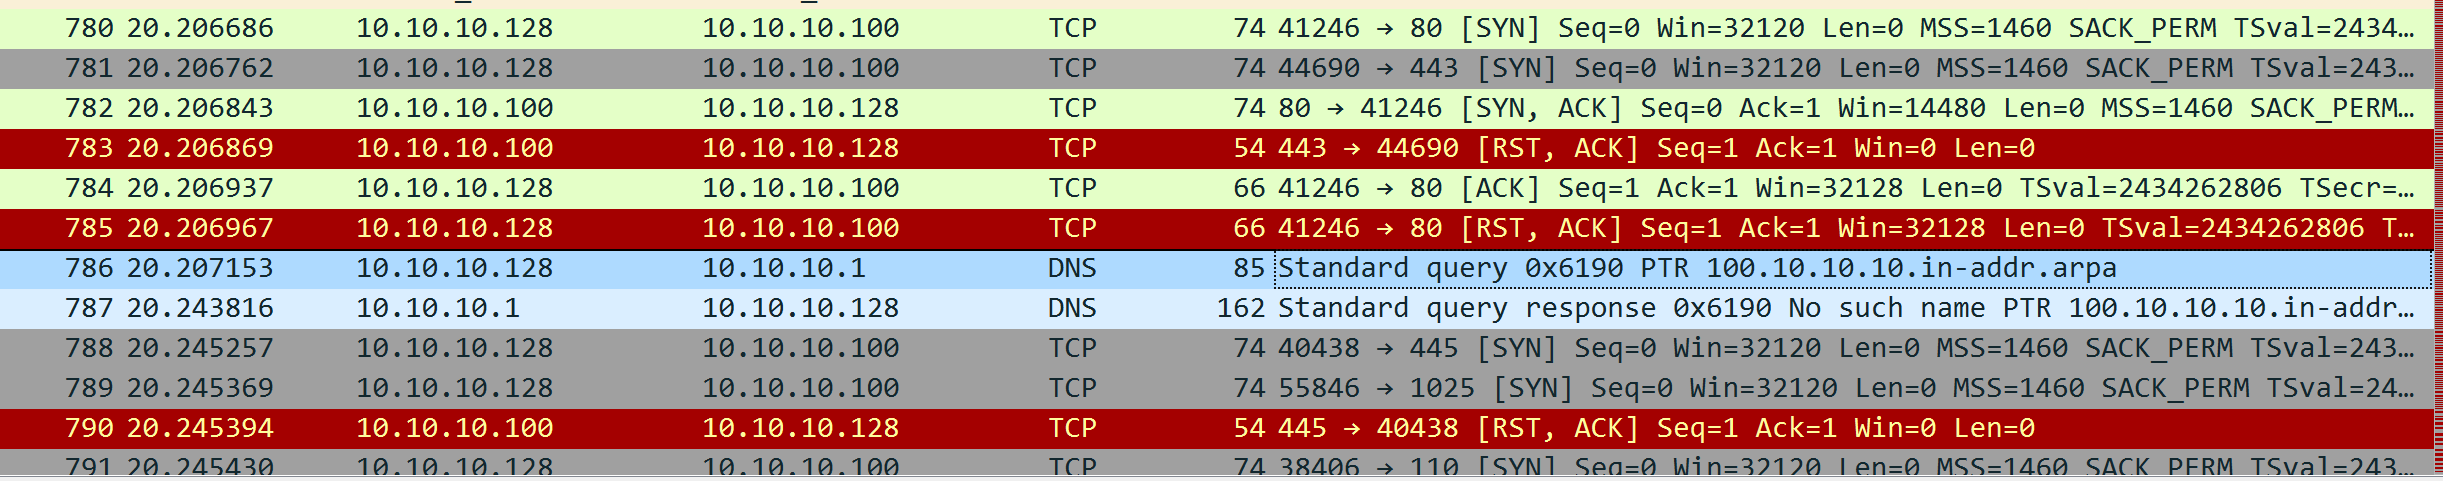 780 20.206686 10.10.10.128 10.10.10.100 TCP 74 41246 → 80 [SYN] Seq=0 Win=32120 Len=0 MSS=1460 SACK_PERM TSval=2434…
781 20.206762 10.10.10.128 10.10.10.100 TCP 74 44690 → 443 [SYN] Seq=0 Win=32120 Len=0 MSS=1460 SACK_PERM TSval=243…
782 20.206843 10.10.10.100 10.10.10.128 TCP 74 80 → 41246 [SYN, ACK] Seq=0 Ack=1 Win=14480 Len=0 MSS=1460 SACK_PERM…
783 20.206869 10.10.10.100 10.10.10.128 TCP 54 443 → 44690 [RST, ACK] Seq=1 Ack=1 Win=0 Len=0
784 20.206937 10.10.10.128 10.10.10.100 TCP 66 41246 → 80 [ACK] Seq=1 Ack=1 Win=32128 Len=0 TSval=2434262806 TSecr=…
785 20.206967 10.10.10.128 10.10.10.100 TCP 66 41246 → 80 [RST, ACK] Seq=1 Ack=1 Win=32128 Len=0 TSval=2434262806 T…
786 20.207153 10.10.10.128 10.10.10.1 DNS 85 Standard query 0x6190 PTR 100.10.10.10.in-addr.arpa
787 20.243816 10.10.10.1 10.10.10.128 DNS 162 Standard query response 0x6190 No such name PTR 100.10.10.10.in-addr…
788 20.245257 10.10.10.128 10.10.10.100 TCP 74 40438 → 445 [SYN] Seq=0 Win=32120 Len=0 MSS=1460 SACK_PERM TSval=243…
789 20.245369 10.10.10.128 10.10.10.100 TCP 74 55846 → 1025 [SYN] Seq=0 Win=32120 Len=0 MSS=1460 SACK_PERM TSval=24…
790 20.245394 10.10.10.100 10.10.10.128 TCP 54 445 → 40438 [RST, ACK] Seq=1 Ack=1 Win=0 Len=0
791 20.245430 10.10.10.128 10.10.10.100 TCP 74 38406 → 110 [SYN] Seq=0 Win=32120 Len=0 MSS=1460 SACK_PERM TSval=243…